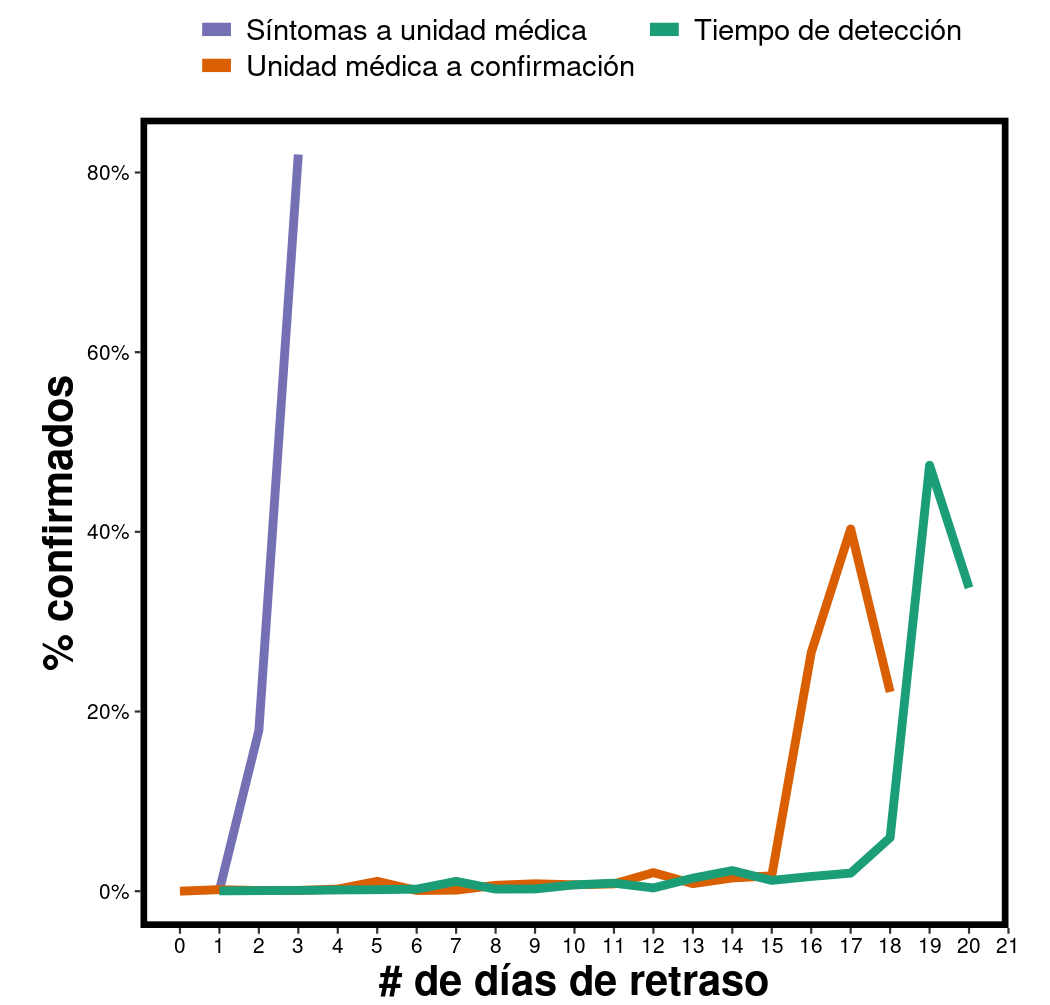 Síntomas a unidad médica
Tiempo de detección
Unidad médica a confirmación
80%
60%
40%
20%
0%
% confirmados
0 1 2 3 4 5 6 7 8 9 10 11 12 13 14 15 16 17 18 19 20 21
# de días de retraso